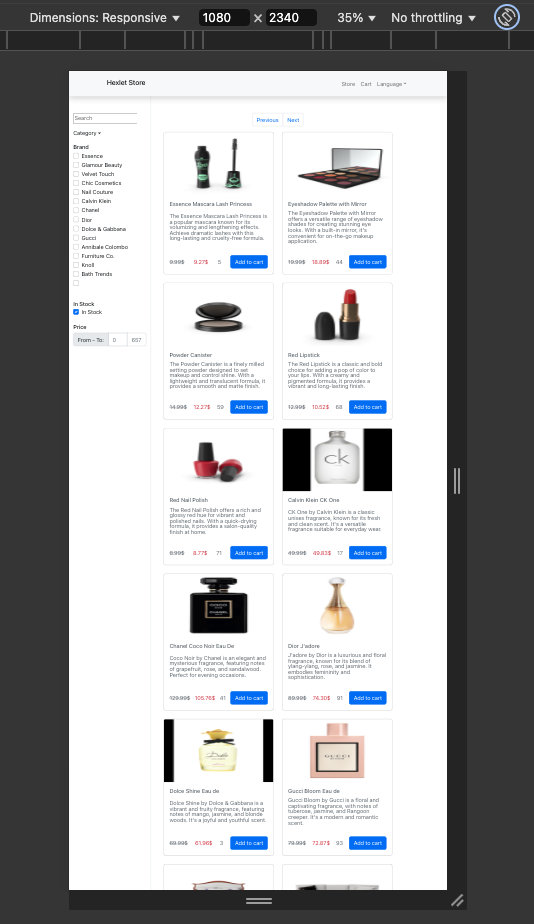 Dimensions: Responsive ▼ 1080 × 2340 35% ▼ No throttling ▼
Hexlet Store
Store Cart Language
Search
Category
Brand
Essence
Glamour Beauty
Velvet Touch
Chic Cosmetics
Nail Couture
Calvin Klein
Chanel
Dior
Dolce & Gabbana
Gucci
Annibale Colombo
Furniture Co.
Knoll
Bath Trends
In Stock
In Stock
Price
From - To: 0 857
Previous Next
Essence Mascara Lash Princess
The Essence Mascara Lash Princess is
a popular mascara known for its
volumizing and lengthening effects.
Achieve dramatic lashes with this
long-lasting and cruelty-free formula.
9.99$ 9.27$ 5 Add to cart
Eyeshadow Palette with Mirror
The Eyeshadow Palette with Mirror
offers a versatile range of eyeshadow
shades for creating stunning eye
looks. With a built-in mirror, it's
convenient for on-the-go makeup
application.
19.99$ 18.89$ 44 Add to cart
Powder Canister
The Powder Canister is a finely milled
setting powder designed to set
makeup and control shine. With a
lightweight and translucent formula, it
provides a smooth and matte finish.
14.99$ 12.27$ 59 Add to cart
Red Lipstick
The Red Lipstick is a classic and bold
choice for adding a pop of color to
your lips. With a creamy and
pigmented formula, it provides a
vibrant and long-lasting finish.
12.99$ 10.52$ 68 Add to cart
Red Nail Polish
The Red Nail Polish offers a rich and
glossy red hue for vibrant and
polished nails. With a quick-drying
formula, it provides a salon-quality
finish at home.
8.99$ 8.77$ 71 Add to cart
ck
Calvin Klein CK One
CK One by Calvin Klein is a classic
unisex fragrance, known for its fresh
and clean scent. It's a versatile
fragrance suitable for everyday wear.
49.99$ 49.83$ 17 Add to cart
Chanel Coco Noir Eau De
Coco Noir by Chanel is an elegant and
mysterious fragrance, featuring notes
of grapefruit, rose, and sandalwood.
Perfect for evening occasions.
129.99$ 105.76$ 41 Add to cart
Dior J'adore
J'adore by Dior is a luxurious and floral
fragrance, known for its blend of
ylang-ylang, rose, and jasmine. It
embodies femininity and
sophistication.
89.99$ 74.20$ 91 Add to cart
Dolce Shine Eau de
Dolce Shine by Dolce & Gabbana is a
vibrant and fruity fragrance, featuring
notes of mango, jasmine, and blonde
woods. It's a joyful and youthful scent.
69.99$ 61.96$ 3 Add to cart
Gucci Bloom Eau de
Gucci Bloom by Gucci is a floral and
captivating fragrance, with notes of
tuberose, jasmine, and Rangoon
creeper. It's a modern and romantic
scent.
79.99$ 72.87$ 93 Add to cart